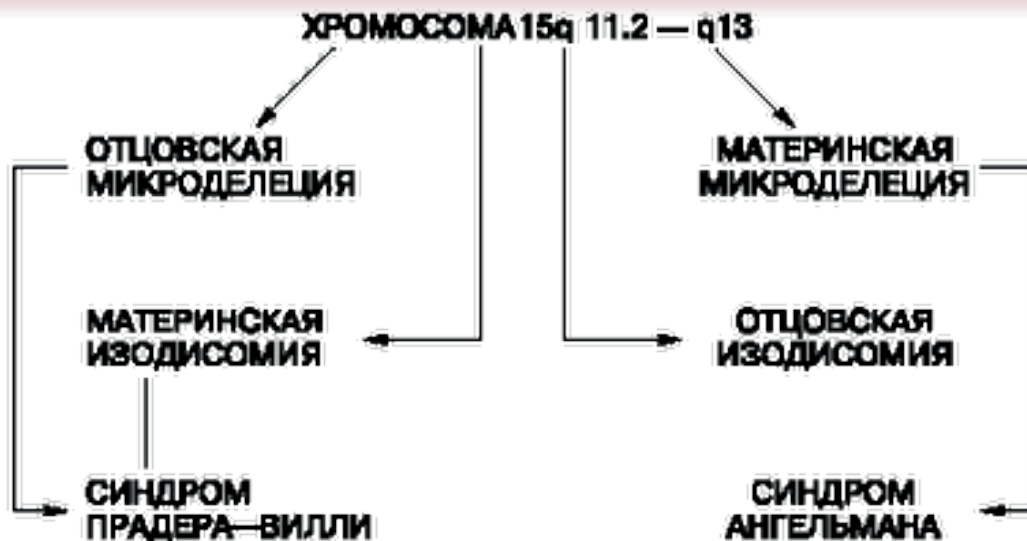 ХРОМОСОМА 15q 11.2 — q13
ОТЦОВСКАЯ
МИКРОДЕЛЕЦИЯ
МАТЕРИНСКАЯ
МИКРОДЕЛЕЦИЯ
МАТЕРИНСКАЯ
ИЗОДИСОМИЯ
ОТЦОВСКАЯ
ИЗОДИСОМИЯ
СИНДРОМ
ПРАДЕРА—ВИЛЛИ
СИНДРОМ
АНГЕЛЬМАНА